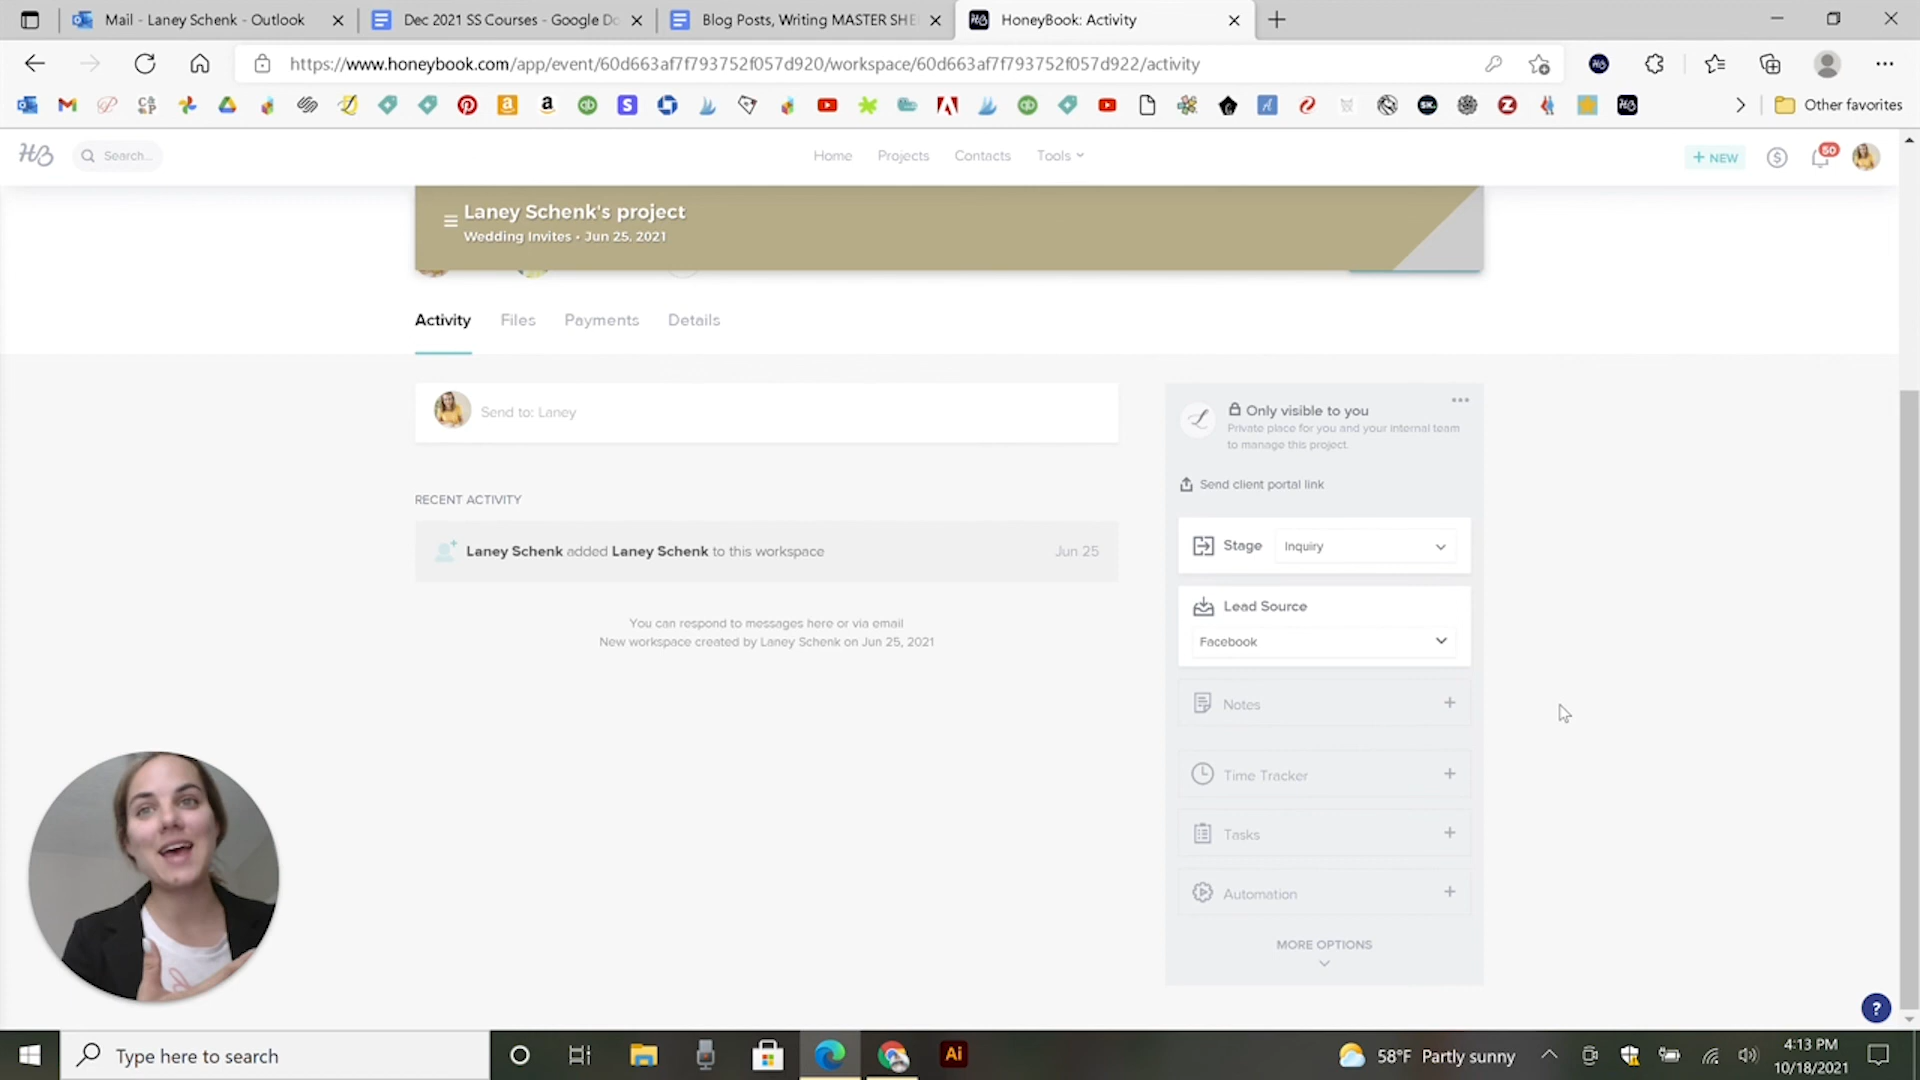 Mail - Laney Schenk - Outlook
Dec 2021 SS Courses - Google Do
Blog Posts, Writing MASTER SHE
HoneyBook: Activity
https://www.honeybook.com/app/event/60d663af7f793752f057d920/workspace/60d663af7f793752f057d922/activity
Other favorites
Search...
Home
Projects
Contacts
Tools
+ NEW
50
Laney Schenk's project
Wedding Invites • Jun 25, 2021
Activity
Files
Payments
Details
Send to: Laney
Only visible to you
Private place for you and your internal team
to manage this project.
Send client portal link
RECENT ACTIVITY
Laney Schenk added Laney Schenk to this workspace
Jun 25
You can respond to messages here or via email
New workspace created by Laney Schenk on Jun 25, 2021
Stage
Inquiry
Lead Source
Facebook
Notes
Time Tracker
Tasks
Automation
MORE OPTIONS
?
Type here to search
Ai
58°F Partly sunny
4:13 PM
10/18/2021